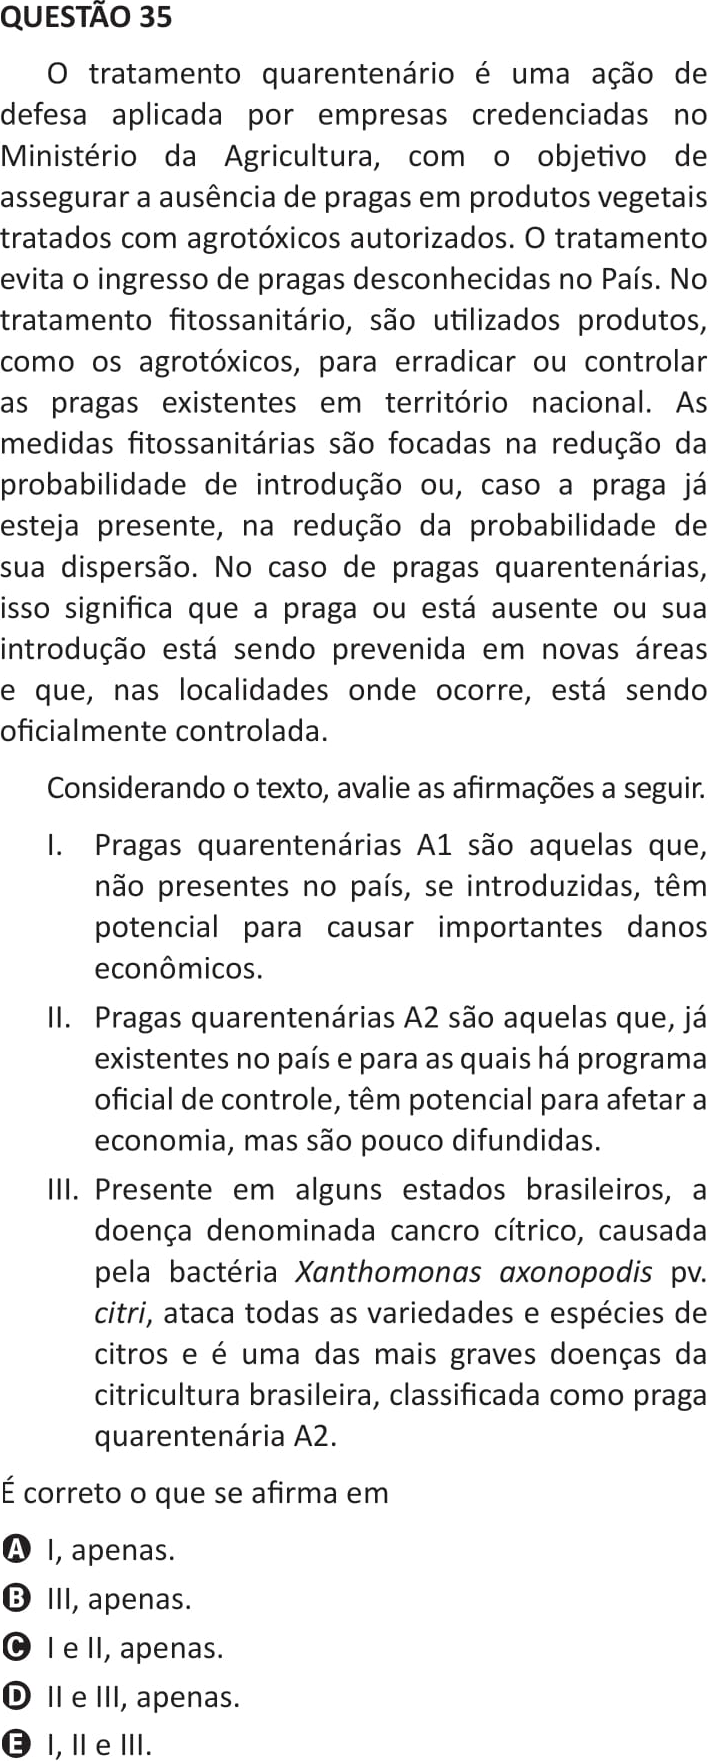 QUESTÃO 35
O tratamento quarentenário é uma ação de
defesa aplicada por empresas credenciadas no
Ministério da Agricultura, com o objetivo de
assegurar a ausência de pragas em produtos vegetais
tratados com agrotóxicos autorizados. O tratamento
evita o ingresso de pragas desconhecidas no País. No
tratamento fitossanitário, são utilizados produtos,
como os agrotóxicos, para erradicar ou controlar
as pragas existentes em território nacional. As
medidas fitossanitárias são focadas na redução da
probabilidade de introdução ou, caso a praga já
esteja presente, na redução da probabilidade de
sua dispersão. No caso de pragas quarentenárias,
isso significa que a praga ou está ausente ou sua
introdução está sendo prevenida em novas áreas
e que, nas localidades onde ocorre, está sendo
oficialmente controlada.
Considerando o texto, avalie as afirmações a seguir.
I. Pragas quarentenárias A1 são aquelas que,
não presentes no país, se introduzidas, têm
potencial para causar importantes danos
econômicos.
II. Pragas quarentenárias A2 são aquelas que, já
existentes no país e para as quais há programa
oficial de controle, têm potencial para afetar a
economia, mas são pouco difundidas.
III. Presente em alguns estados brasileiros, a
doença denominada cancro cítrico, causada
pela bactéria Xanthomonas axonopodis pv.
citri, ataca todas as variedades e espécies de
citros e é uma das mais graves doenças da
citricultura brasileira, classificada como praga
quarentenária A2.
É correto o que se afirma em
A I, apenas.
B III, apenas.
C I e II, apenas.
D II e III, apenas.
E I, II e III.